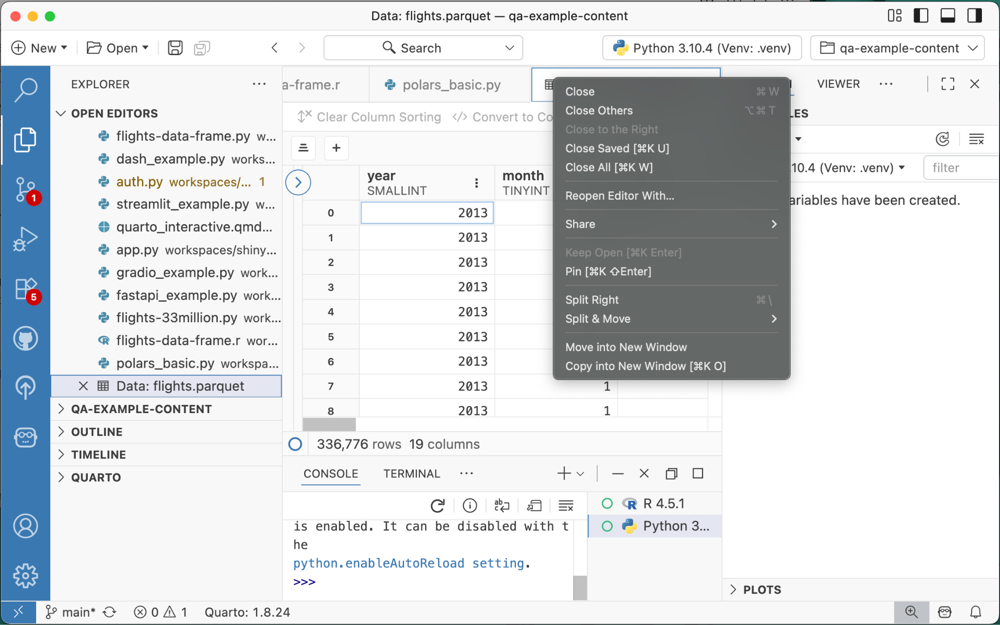 Data: flights.parquet — qa-example-content
New
Open
Search
Python 3.10.4 (Venv: .venv)
qa-example-content
EXPLORER
OPEN EDITORS
flights-data-frame.py w...
dash_example.py works...
auth.py workspaces/... 1
streamlit_example.py w...
quarto_interactive.qmd...
app.py workspaces/shiny...
gradio_example.py work...
fastapi_example.py work...
flights-33million.py work...
flights-data-frame.r wor...
polars_basic.py workspa...
Data: flights.parquet
QA-EXAMPLE-CONTENT
OUTLINE
TIMELINE
QUARTO
1
5
a-frame.r
polars_basic.py
Clear Column Sorting
Convert to Co
year
SMALLINT
month
TINYINT
0 2013
1 2013
2 2013
3 2013
4 2013
5 2013
6 2013
7 2013 1
8 2013 1
336,776 rows 19 columns
Close ⌘ W
Close Others ⌥ ⌘ T
Close to the Right
Close Saved [⌘K U]
Close All [⌘K W]
Reopen Editor With...
Share
Keep Open [⌘K Enter]
Pin [⌘K ⇧Enter]
Split Right ⌘ \
Split & Move
Move into New Window
Copy into New Window [⌘K O]
VIEWER
LES
.10.4 (Venv: .venv)
filter
ariables have been created.
CONSOLE
TERMINAL
R 4.5.1
Python 3...
is enabled. It can be disabled with t
he
python.enableAutoReload setting.
>>>
PLOTS
main*
0
1
Quarto: 1.8.24